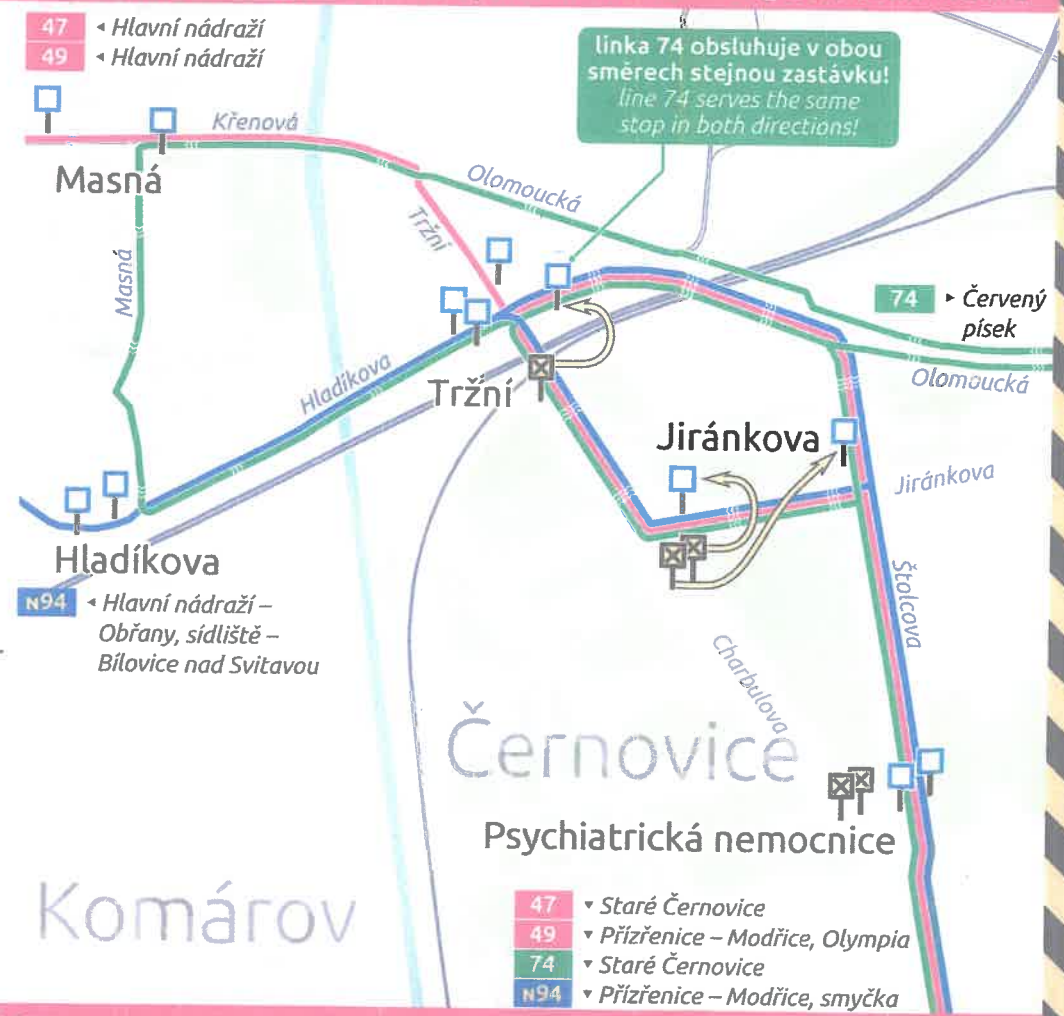 47 ◂ Hlavní nádraží
49 ◂ Hlavní nádraží
linka 74 obsluhuje v obou
směrech stejnou zastávku!
line 74 serves the same
stop in both directions!
Křenová
Masná
Olomoucká
Tržní
Masná
74 ▸ Červený
písek
Hladíkova
Tržní
Olomoucká
Jiránkova
Jiránkova
Hladíkova
N94 ◂ Hlavní nádraží –
Obřany, sídliště –
Bílovice nad Svitavou
Štolcova
Charbulova
Černovice
Psychiatrická nemocnice
Komárov
47 ▾ Staré Černovice
49 ▾ Přízřenice – Modřice, Olympia
74 ▾ Staré Černovice
N94 ▾ Přízřenice – Modřice, smyčka